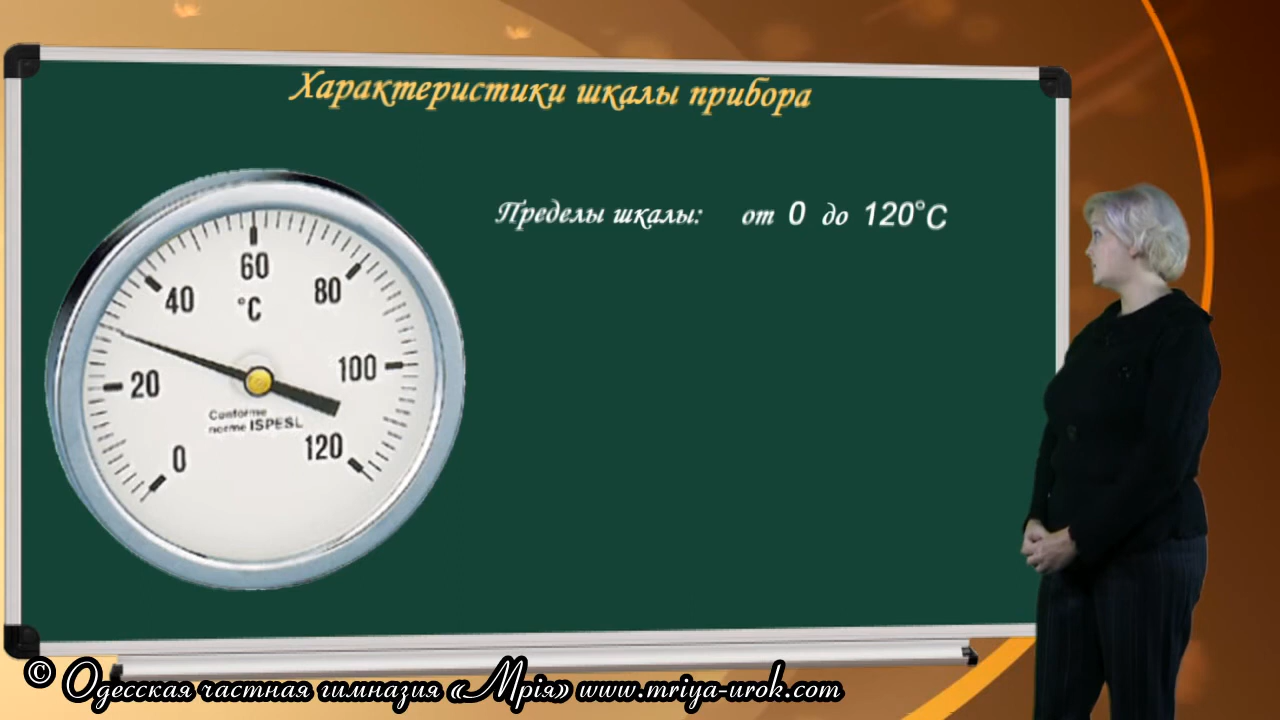 Характеристики шкалы прибора
Пределы шкалы: от 0 до 120°C
60
40
80
°C
20
100
Conforme
norme ISPESL
0
120
© Одесская частная гимназия «Мрія» www.mriya-urok.com